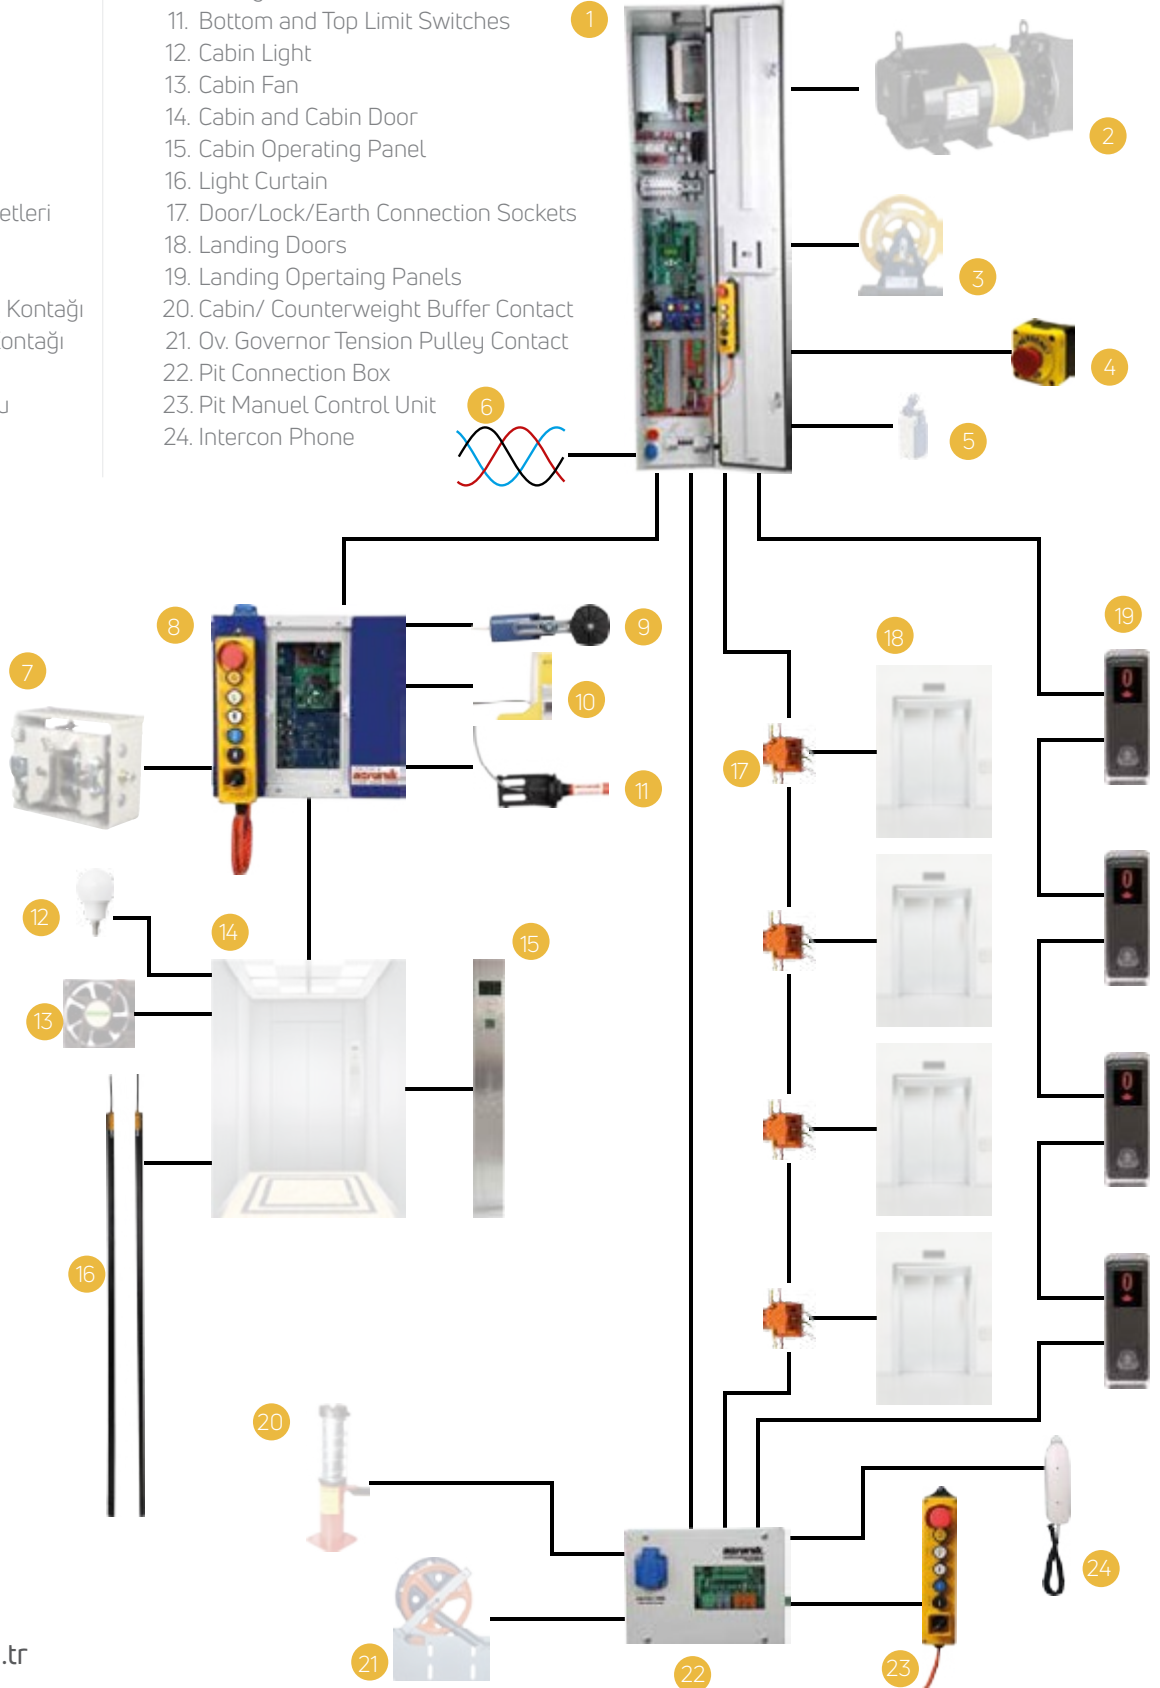 11. Bottom and Top Limit Switches
12. Cabin Light
13. Cabin Fan
14. Cabin and Cabin Door
15. Cabin Operating Panel
16. Light Curtain
etleri
17. Door/Lock/Earth Connection Sockets
18. Landing Doors
19. Landing Opertaing Panels
Kontağı
20. Cabin/ Counterweight Buffer Contact
ontağı
21. Ov. Governor Tension Pulley Contact
22. Pit Connection Box
u
23. Pit Manuel Control Unit
24. Intercon Phone
1
2
3
4
5
6
7
8
9
10
11
12
13
14
15
16
17
18
19
20
21
22
23
24
.tr